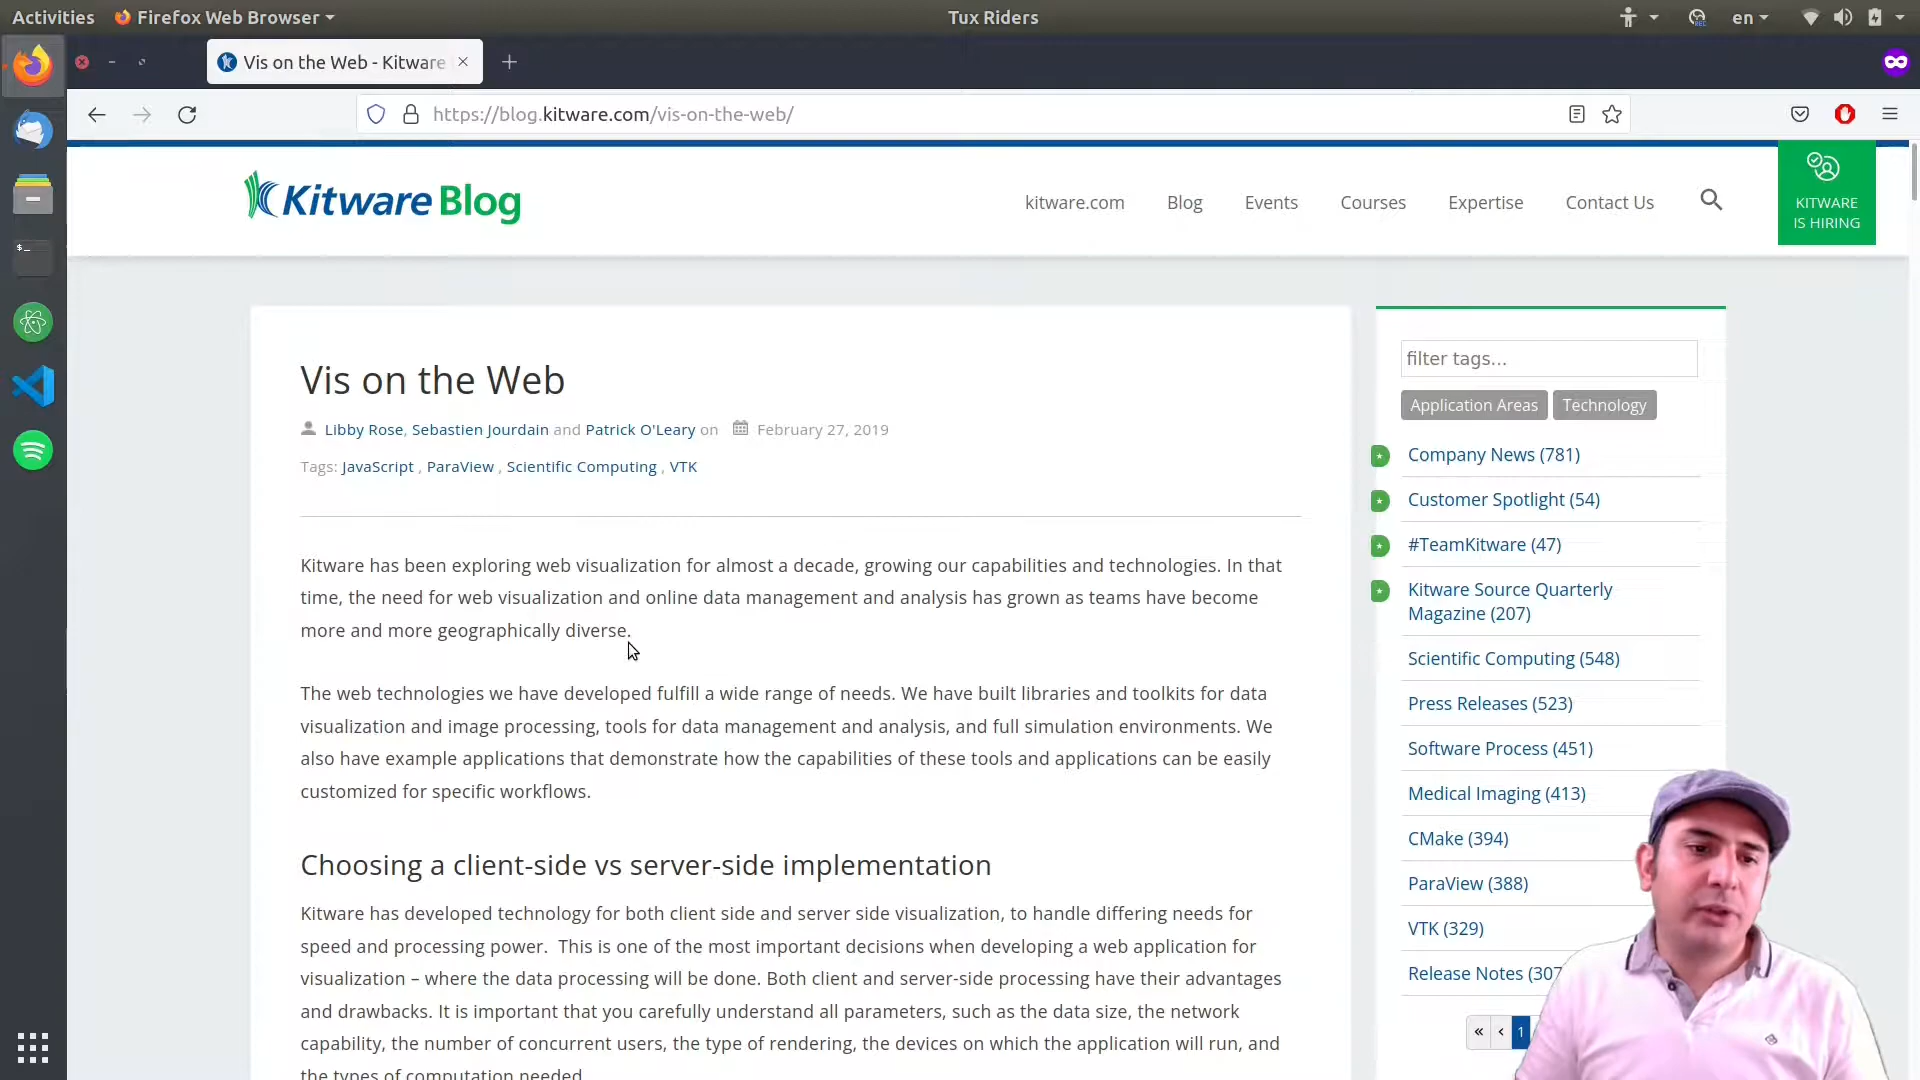 Activities
Firefox Web Browser
Tux Riders
en
Vis on the Web - Kitware
https://blog.kitware.com/vis-on-the-web/
Kitware Blog
kitware.com
Blog
Events
Courses
Expertise
Contact Us
KITWARE
IS HIRING
Vis on the Web
Libby Rose, Sebastien Jourdain and Patrick O'Leary on February 27, 2019
Tags: JavaScript , ParaView , Scientific Computing , VTK
Kitware has been exploring web visualization for almost a decade, growing our capabilities and technologies. In that
time, the need for web visualization and online data management and analysis has grown as teams have become
more and more geographically diverse.
The web technologies we have developed fulfill a wide range of needs. We have built libraries and toolkits for data
visualization and image processing, tools for data management and analysis, and full simulation environments. We
also have example applications that demonstrate how the capabilities of these tools and applications can be easily
customized for specific workflows.
Choosing a client-side vs server-side implementation
Kitware has developed technology for both client side and server side visualization, to handle differing needs for
speed and processing power.  This is one of the most important decisions when developing a web application for
visualization – where the data processing will be done. Both client and server-side processing have their advantages
and drawbacks. It is important that you carefully understand all parameters, such as the data size, the network
capability, the number of concurrent users, the type of rendering, the devices on which the application will run, and
the types of computation needed.
filter tags...
Application Areas
Technology
Company News (781)
Customer Spotlight (54)
#TeamKitware (47)
Kitware Source Quarterly
Magazine (207)
Scientific Computing (548)
Press Releases (523)
Software Process (451)
Medical Imaging (413)
CMake (394)
ParaView (388)
VTK (329)
Release Notes (307
« ‹ 1